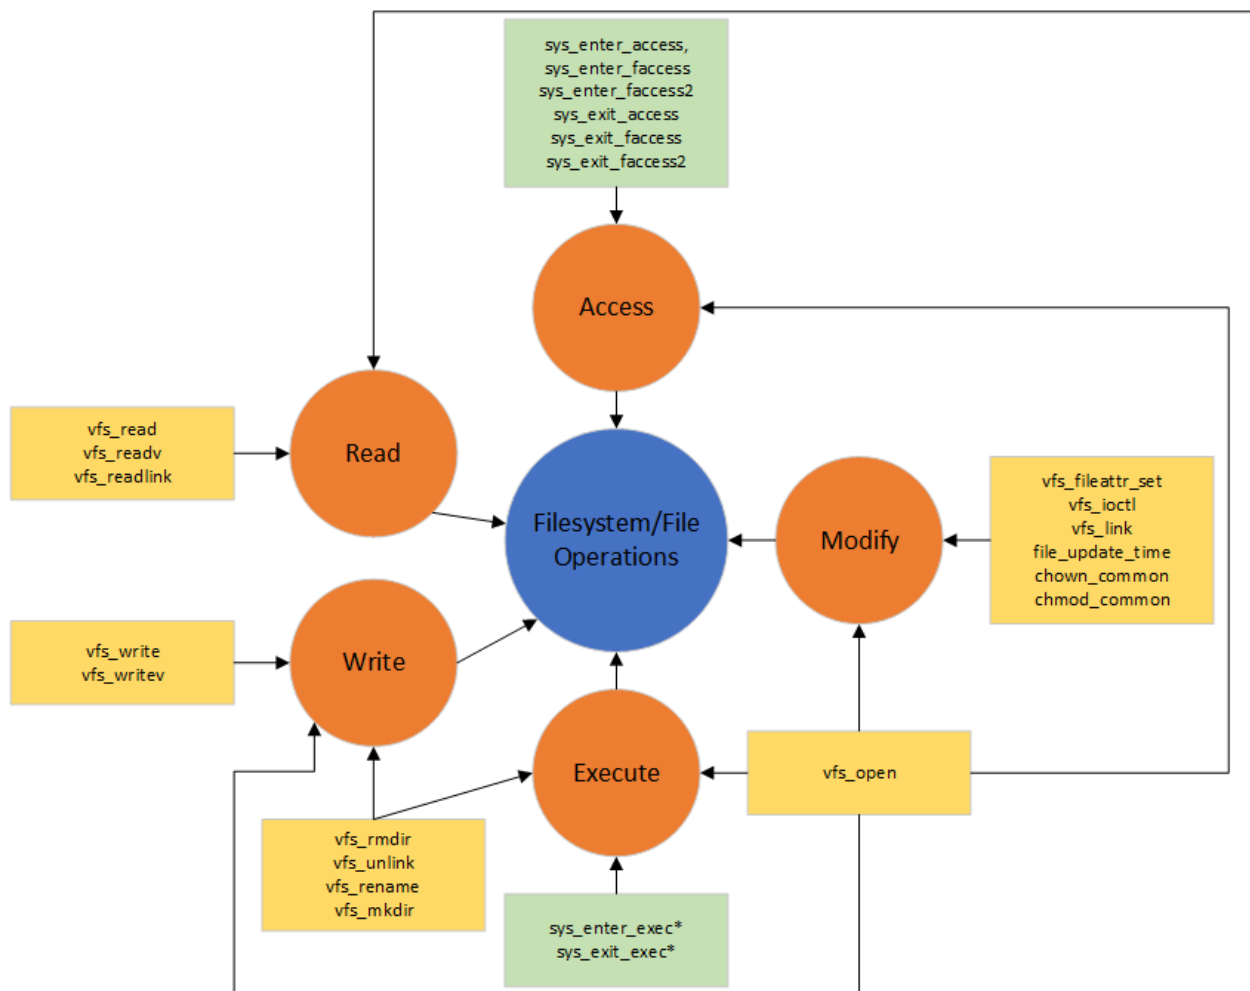 sys_enter_access,
sys_enter_faccess
sys_enter_faccess2
sys_exit_access
sys_exit_faccess
sys_exit_faccess2
Access
vfs_read
vfs_readv
vfs_readlink
Read
Filesystem/File
Operations
Modify
vfs_fileattr_set
vfs_ioctl
vfs_link
file_update_time
chown_common
chmod_common
vfs_write
vfs_writev
Write
Execute
vfs_open
vfs_rmdir
vfs_unlink
vfs_rename
vfs_mkdir
sys_enter_exec*
sys_exit_exec*